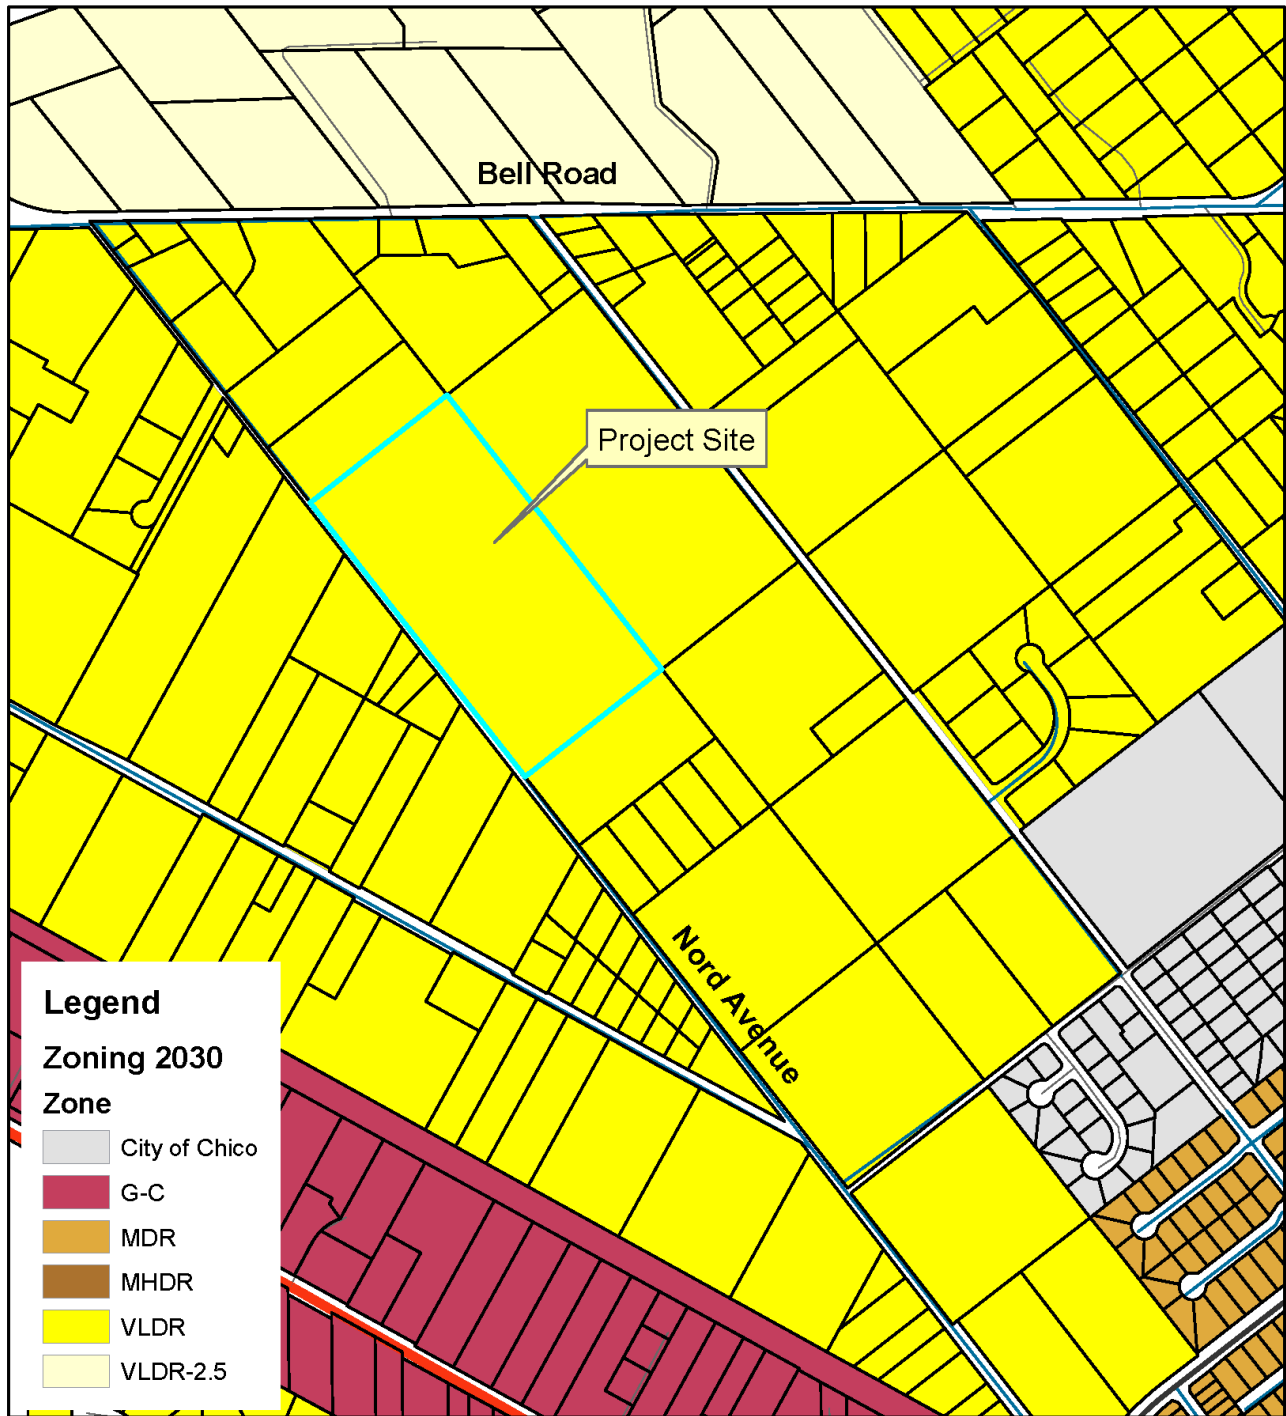 Bell Road
Project Site
Nord Avenue
Legend
Zoning 2030
Zone
City of Chico
G-C
MDR
MHDR
VLDR
VLDR-2.5